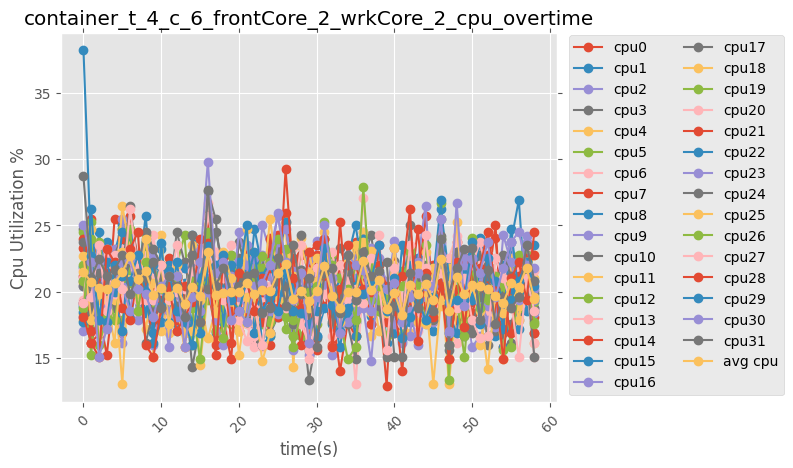 container_t_4_c_6_frontCore_2_wrkCore_2_cpu_overtime
Cpu Utilization %
35
30
25
20
15
0
10
20
30
40
50
60
time(s)
cpu0
cpu1
cpu2
cpu3
cpu4
cpu5
cpu6
cpu7
cpu8
cpu9
cpu10
cpu11
cpu12
cpu13
cpu14
cpu15
cpu16
cpu17
cpu18
cpu19
cpu20
cpu21
cpu22
cpu23
cpu24
cpu25
cpu26
cpu27
cpu28
cpu29
cpu30
cpu31
avg cpu